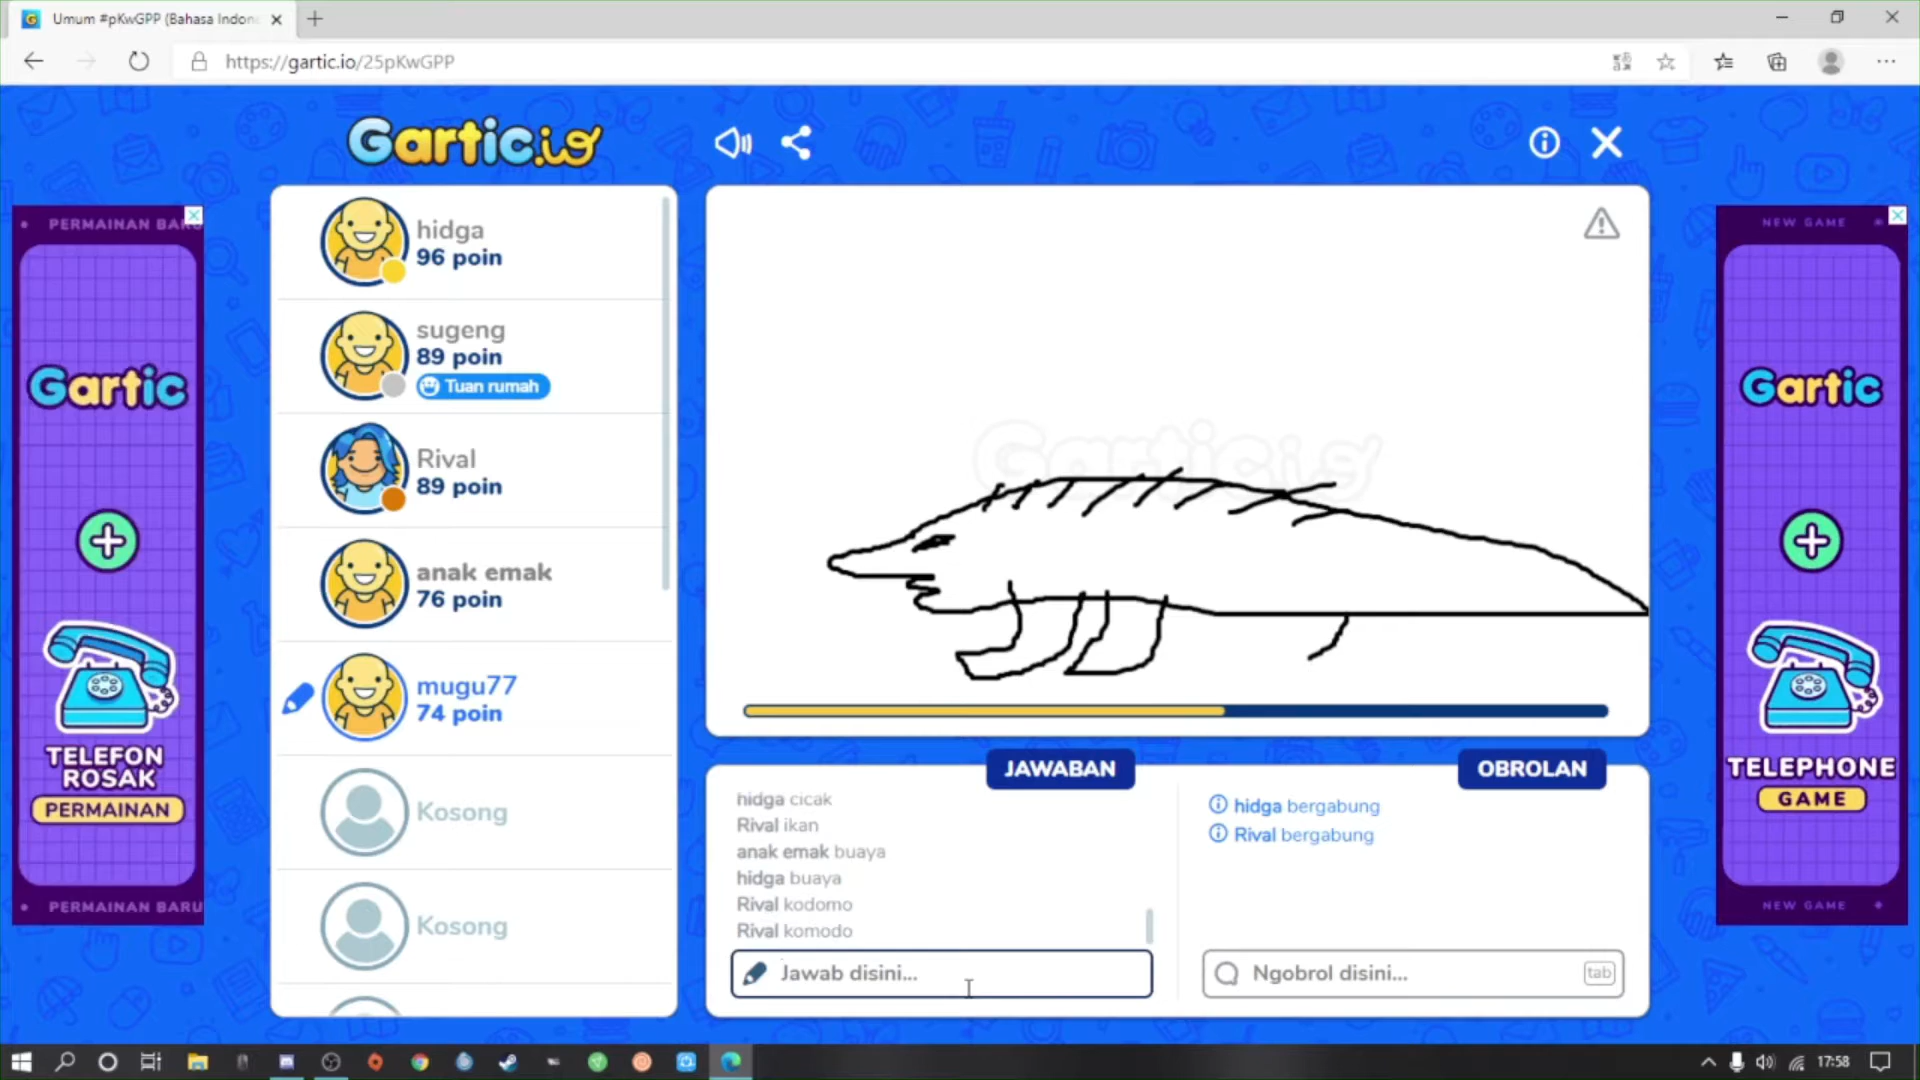 Umum #pKwGPP (Bahasa Indon
https://gartic.io/25pKwGPP
Gartic.io
PERMAINAN BARU
Gartic
TELEFON
ROSAK
PERMAINAN
PERMAINAN BARU
hidga
96 poin
sugeng
89 poin
Tuan rumah
Rival
89 poin
anak emak
76 poin
mugu77
74 poin
Kosong
Kosong
Gartic.io
JAWABAN
hidga cicak
Rival ikan
anak emak buaya
hidga buaya
Rival kodomo
Rival komodo
Jawab disini...
OBROLAN
hidga bergabung
Rival bergabung
Ngobrol disini...
tab
NEW GAME
Gartic
TELEPHONE
GAME
NEW GAME
17:58